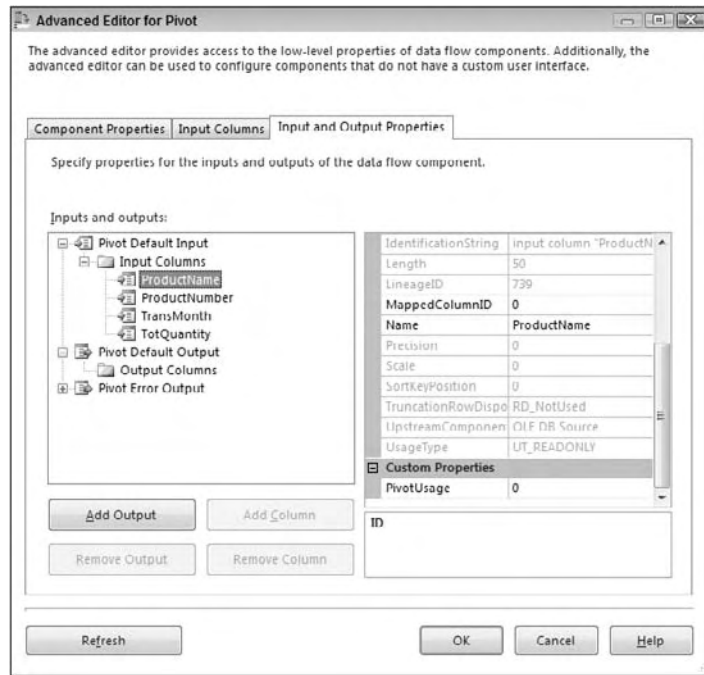 Advanced Editor for Pivot
The advanced editor provides access to the low-level properties of data flow components. Additionally, the
advanced editor can be used to configure components that do not have a custom user interface.
Component Properties Input Columns Input and Output Properties
Specify properties for the inputs and outputs of the data flow component.
Inputs and outputs:
Pivot Default Input
Input Columns
ProductName
ProductNumber
TransMonth
TotQuantity
Pivot Default Output
Output Columns
Pivot Error Output
IdentificationString input column "ProductN
Length 50
LineageID 739
MappedColumnID 0
Name ProductName
Precision 0
Scale 0
SortKeyPosition 0
TruncationRowDispo RD_NotUsed
UpstreamComponen OLE DB Source
UsageType UT_READONLY
Custom Properties
PivotUsage 0
ID
Add Output Add Column
Remove Output Remove Column
Refresh OK Cancel Help